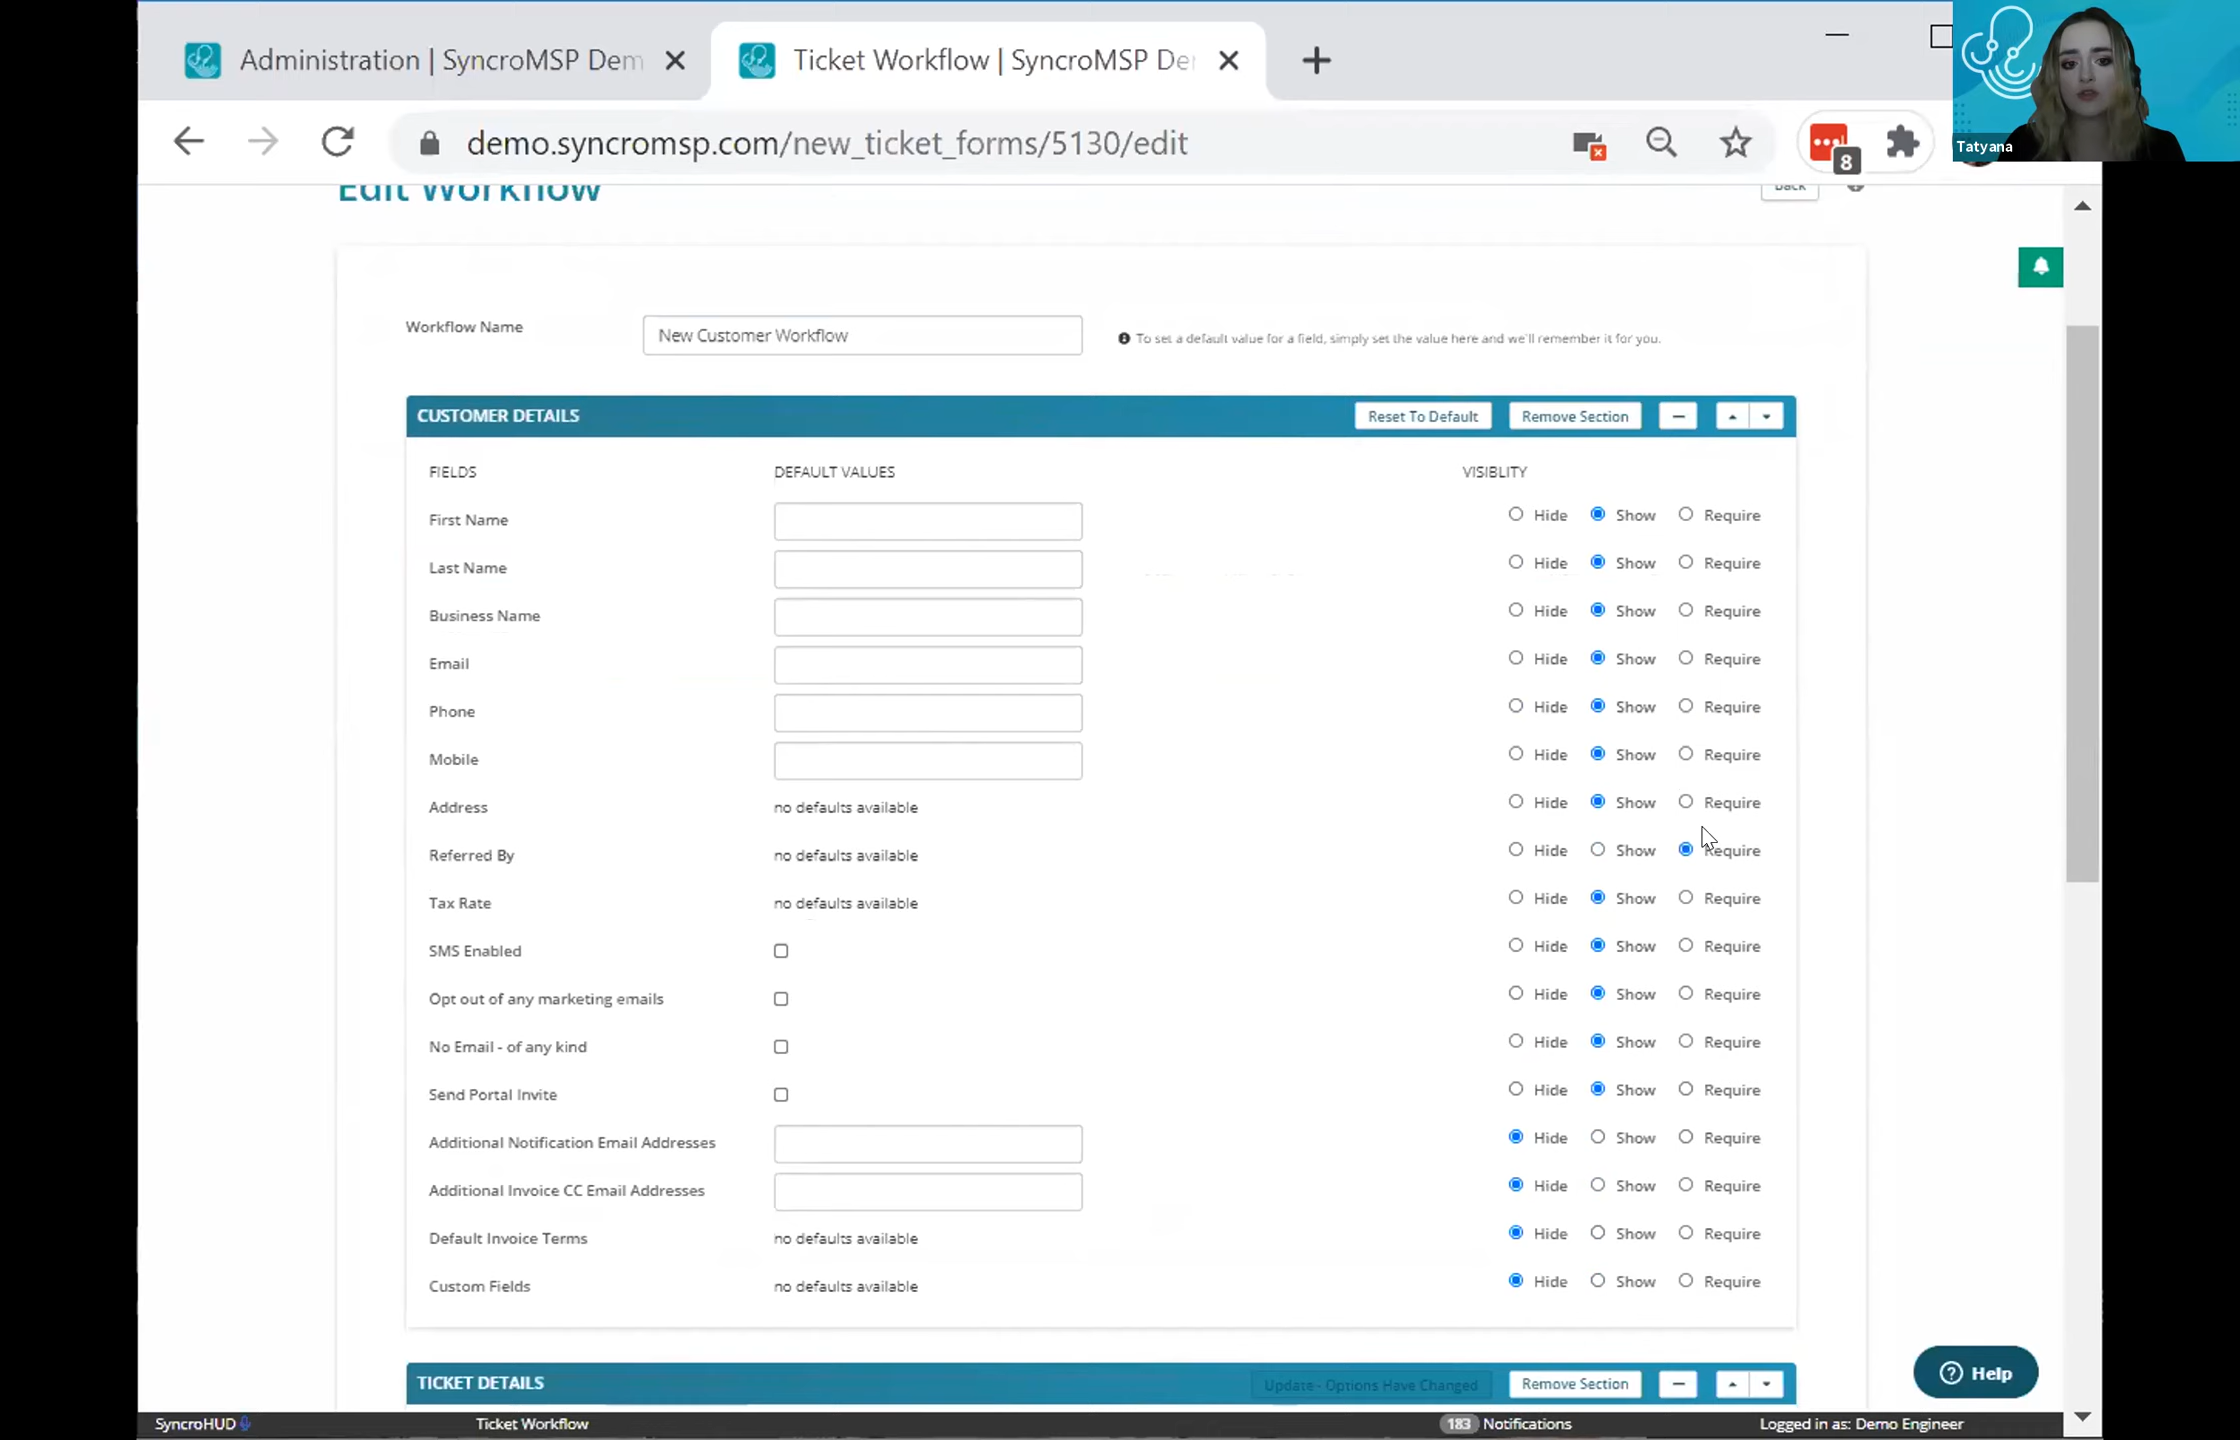 Administration | SyncroMSP Dem
Ticket Workflow | SyncroMSP De
demo.syncromsp.com/new_ticket_forms/5130/edit
8
Tatyana
Edit Workflow
Back
Workflow Name
New Customer Workflow
To set a default value for a field, simply set the value here and we'll remember it for you.
CUSTOMER DETAILS
Reset To Default
Remove Section
FIELDS DEFAULT VALUES VISIBLITY
First Name Hide Show Require
Last Name Hide Show Require
Business Name Hide Show Require
Email Hide Show Require
Phone Hide Show Require
Mobile Hide Show Require
Address no defaults available Hide Show Require
Referred By no defaults available Hide Show Require
Tax Rate no defaults available Hide Show Require
SMS Enabled Hide Show Require
Opt out of any marketing emails Hide Show Require
No Email - of any kind Hide Show Require
Send Portal Invite Hide Show Require
Additional Notification Email Addresses Hide Show Require
Additional Invoice CC Email Addresses Hide Show Require
Default Invoice Terms no defaults available Hide Show Require
Custom Fields no defaults available Hide Show Require
TICKET DETAILS
Update - Options Have Changed
Remove Section
Help
SyncroHUD
Ticket Workflow
183 Notifications
Logged in as: Demo Engineer